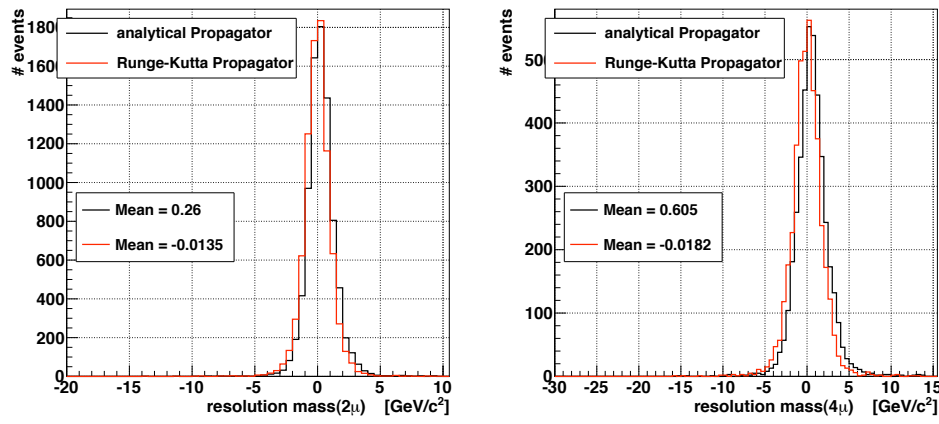 # events
1800
1600
1400
1200
1000
800
600
400
200
0
analytical Propagator
Runge-Kutta Propagator
Mean = 0.26
Mean = -0.0135
-20 -15 -10 -5 0 5 10
resolution mass(2μ) [GeV/c²]
# events
500
400
300
200
100
0
analytical Propagator
Runge-Kutta Propagator
Mean = 0.605
Mean = -0.0182
-30 -25 -20 -15 -10 -5 0 5 10 15
resolution mass(4μ) [GeV/c²]